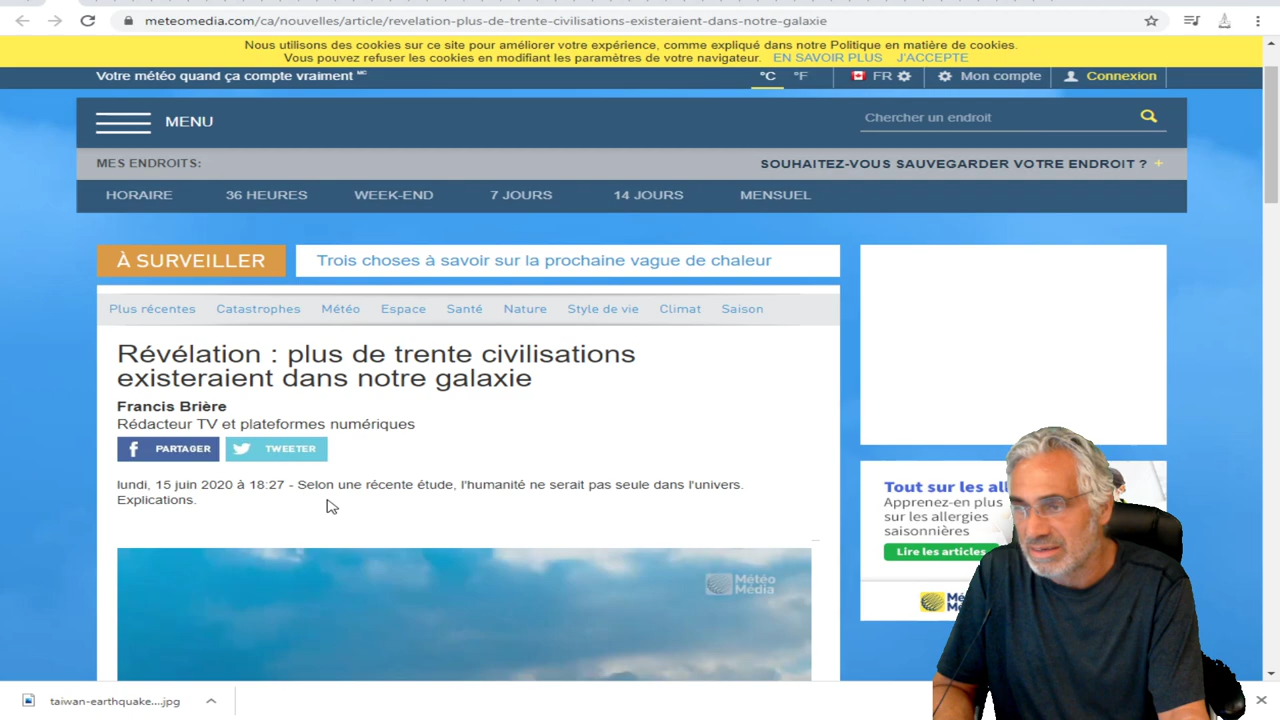 meteomedia.com/ca/nouvelles/article/revelation-plus-de-trente-civilisations-existeraient-dans-notre-galaxie
Nous utilisons des cookies sur ce site pour améliorer votre expérience, comme expliqué dans notre Politique en matière de cookies.
Vous pouvez refuser les cookies en modifiant les paramètres de votre navigateur. EN SAVOIR PLUS J'ACCEPTE
Votre météo quand ça compte vraiment MC
°C °F FR Mon compte Connexion
MENU
Chercher un endroit
MES ENDROITS:
SOUHAITEZ-VOUS SAUVEGARDER VOTRE ENDROIT ? +
HORAIRE 36 HEURES WEEK-END 7 JOURS 14 JOURS MENSUEL
À SURVEILLER Trois choses à savoir sur la prochaine vague de chaleur
Plus récentes Catastrophes Météo Espace Santé Nature Style de vie Climat Saison
Révélation : plus de trente civilisations
existeraient dans notre galaxie
Francis Brière
Rédacteur TV et plateformes numériques
PARTAGER TWEETER
lundi, 15 juin 2020 à 18:27 - Selon une récente étude, l'humanité ne serait pas seule dans l'univers.
Explications.
Météo
Média
Tout sur les
Apprenez-en plus
sur les allergies
saisonnières
Lire les articles
taiwan-earthquake....jpg